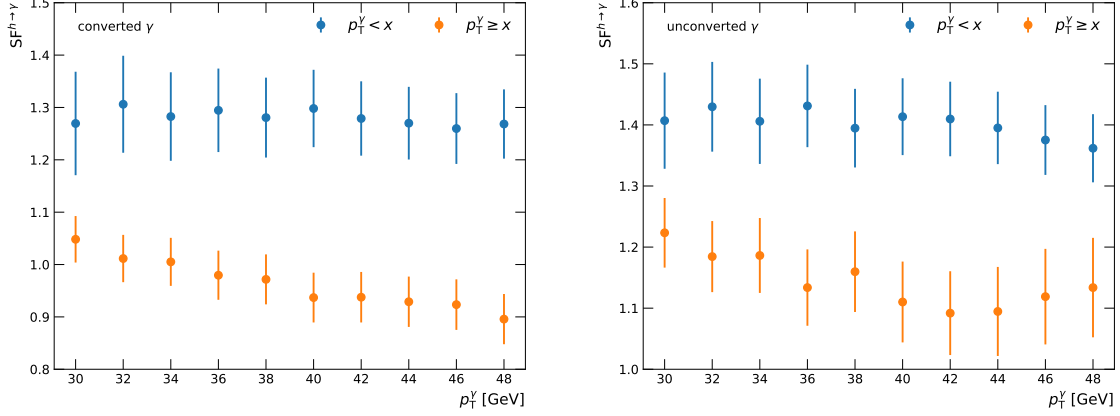 SF^{h→γ}
converted γ
p_T^γ < x
p_T^γ ≥ x
1.5
1.4
1.3
1.2
1.1
1.0
0.9
0.8
30 32 34 36 38 40 42 44 46 48
p_T^γ [GeV]
SF^{h→γ}
unconverted γ
p_T^γ < x
p_T^γ ≥ x
1.6
1.5
1.4
1.3
1.2
1.1
1.0
30 32 34 36 38 40 42 44 46 48
p_T^γ [GeV]